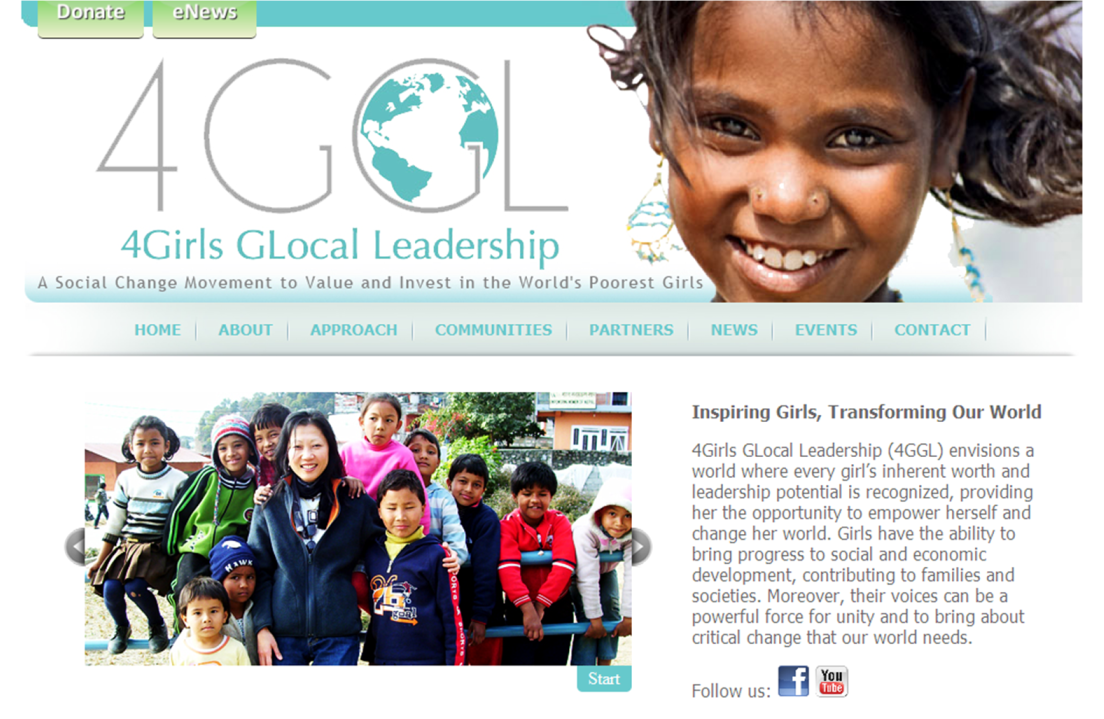 Donate
eNews
4GGL
4Girls GLocal Leadership
A Social Change Movement to Value and Invest in the World's Poorest Girls
HOME
ABOUT
APPROACH
COMMUNITIES
PARTNERS
NEWS
EVENTS
CONTACT
Inspiring Girls, Transforming Our World
4Girls GLocal Leadership (4GGL) envisions a
world where every girl’s inherent worth and
leadership potential is recognized, providing
her the opportunity to empower herself and
change her world. Girls have the ability to
bring progress to social and economic
development, contributing to families and
societies. Moreover, their voices can be a
powerful force for unity and to bring about
critical change that our world needs.
Start
Follow us:
f
You
Tube